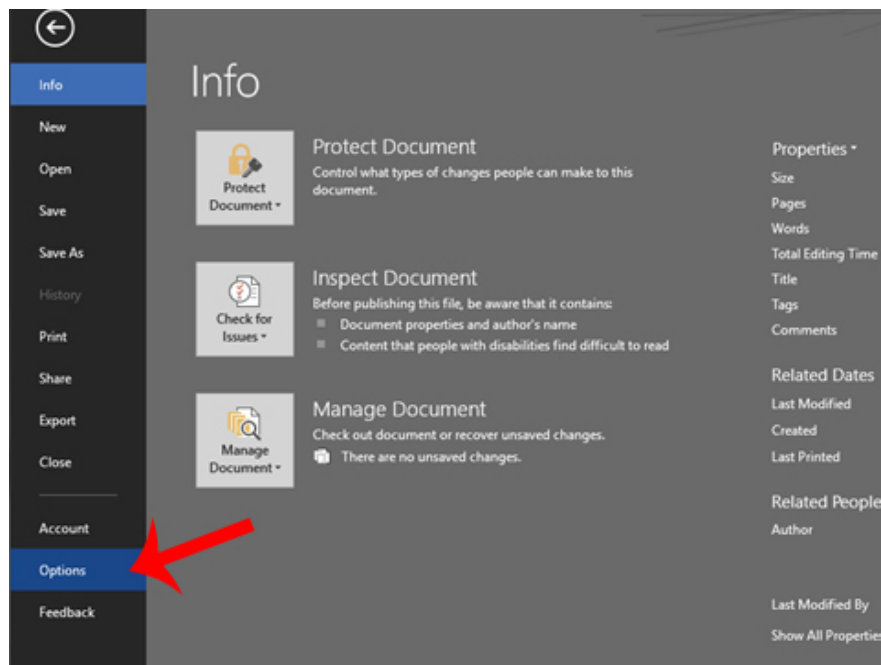 Info
New
Open
Save
Save As
History
Print
Share
Export
Close
Account
Options
Feedback
Info
Protect
Document
Protect Document
Control what types of changes people can make to this
document.
Check for
Issues
Inspect Document
Before publishing this file, be aware that it contains:
Document properties and author's name
Content that people with disabilities find difficult to read
Manage
Document
Manage Document
Check out document or recover unsaved changes.
There are no unsaved changes.
Properties
Size
Pages
Words
Total Editing Time
Title
Tags
Comments
Related Dates
Last Modified
Created
Last Printed
Related People
Author
Last Modified By
Show All Properties